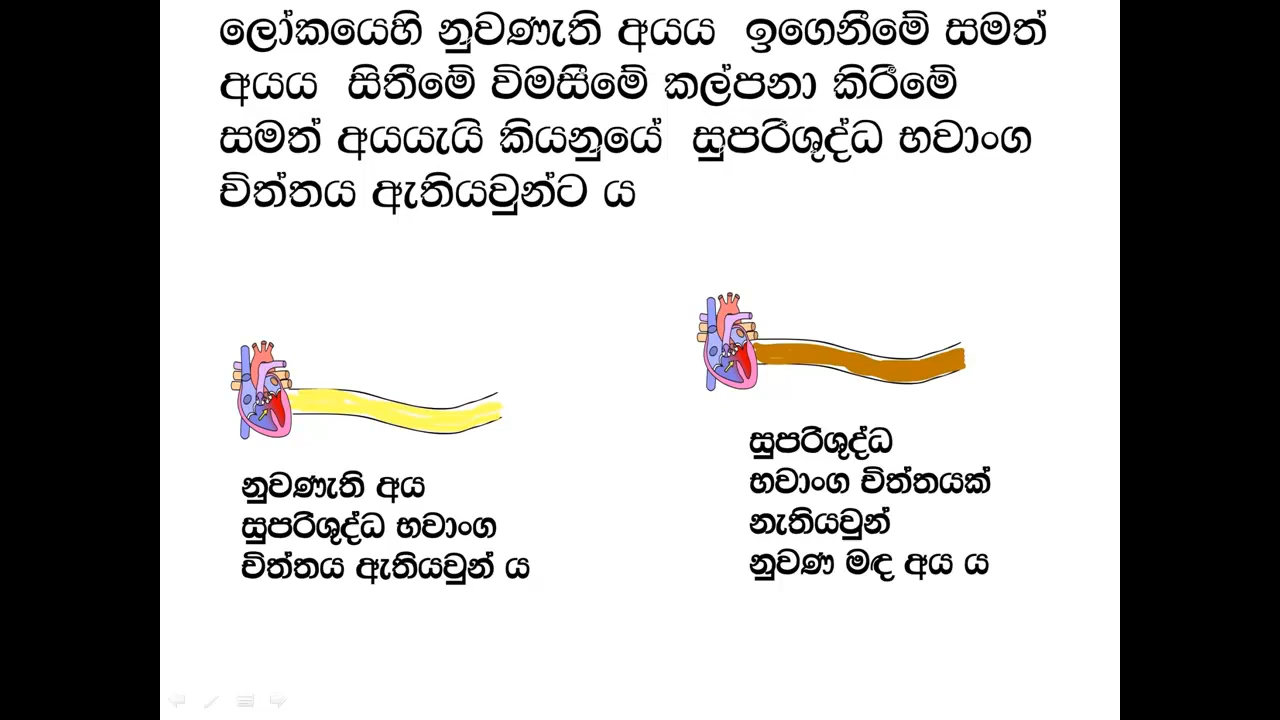 ලෝකයෙහි නුවණැති අයය ඉගෙනීමේ සමත්
අයය සිතීමේ විමසීමේ කල්පනා කිරීමේ
සමත් අයයැයි කියනුයේ සුපරිශුද්ධ භවාංග
චිත්තය ඇතියවුන්ට ය
නුවණැති අය
සුපරිශුද්ධ භවාංග
චිත්තය ඇතියවුන් ය
සුපරිශුද්ධ
භවාංග චිත්තයක්
නැතියවුන්
නුවණ මඳ අය ය